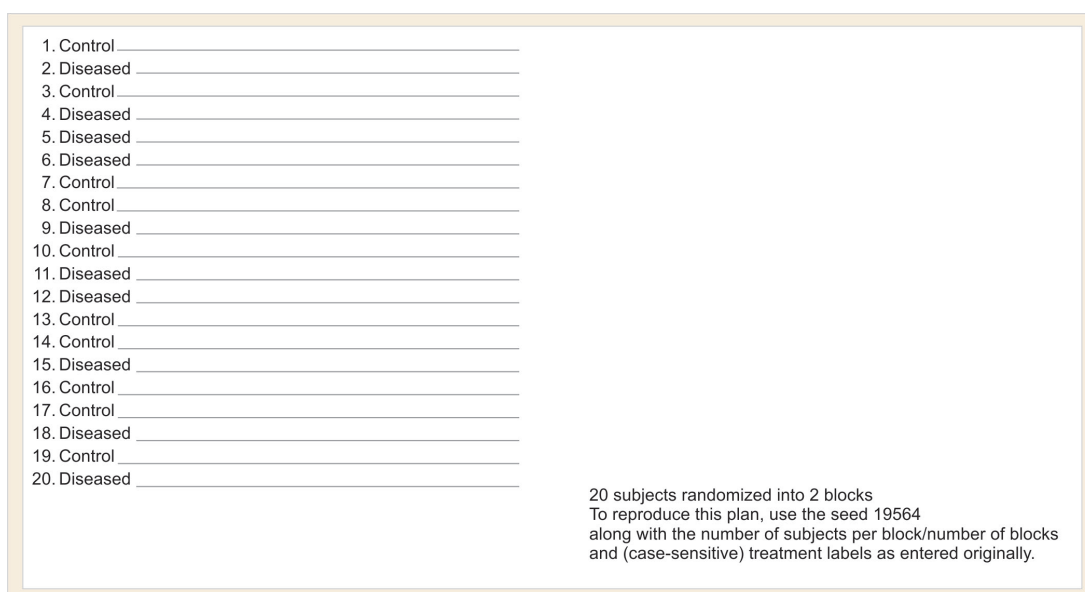 1. Control
2. Diseased
3. Control
4. Diseased
5. Diseased
6. Diseased
7. Control
8. Control
9. Diseased
10. Control
11. Diseased
12. Diseased
13. Control
14. Control
15. Diseased
16. Control
17. Control
18. Diseased
19. Control
20. Diseased
20 subjects randomized into 2 blocks
To reproduce this plan, use the seed 19564
along with the number of subjects per block/number of blocks
and (case-sensitive) treatment labels as entered originally.